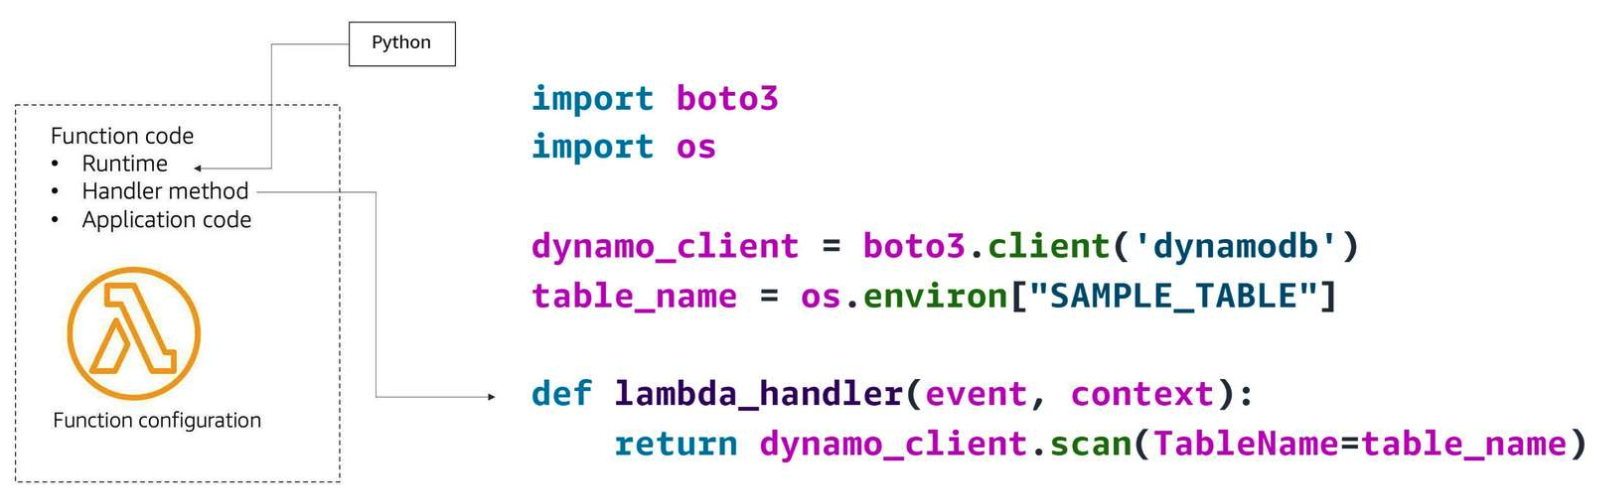 Python
Function code
• Runtime
• Handler method
• Application code
Function configuration
import boto3
import os
dynamo_client = boto3.client('dynamodb')
table_name = os.environ["SAMPLE_TABLE"]
def lambda_handler(event, context):
    return dynamo_client.scan(TableName=table_name)